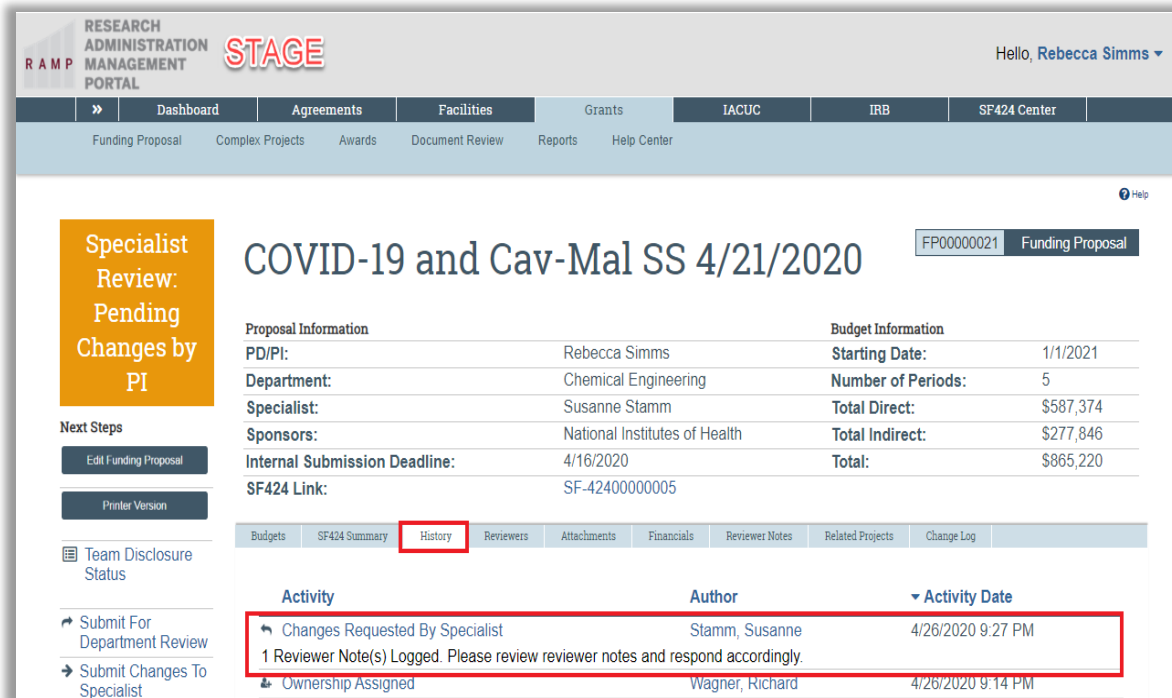 RESEARCH
ADMINISTRATION
RAMP MANAGEMENT
PORTAL
STAGE
Hello, Rebecca Simms
» Dashboard Agreements Facilities Grants IACUC IRB SF424 Center
Funding Proposal Complex Projects Awards Document Review Reports Help Center
? Help
Specialist
Review:
Pending
Changes by
PI
COVID-19 and Cav-Mal SS 4/21/2020
FP00000021 Funding Proposal
Proposal Information Budget Information
PD/PI: Rebecca Simms Starting Date: 1/1/2021
Department: Chemical Engineering Number of Periods: 5
Specialist: Susanne Stamm Total Direct: $587,374
Sponsors: National Institutes of Health Total Indirect: $277,846
Internal Submission Deadline: 4/16/2020 Total: $865,220
SF424 Link: SF-42400000005
Next Steps
Edit Funding Proposal
Printer Version
Team Disclosure
Status
Submit For
Department Review
Submit Changes To
Specialist
Budgets SF424 Summary History Reviewers Attachments Financials Reviewer Notes Related Projects Change Log
Activity Author Activity Date
Changes Requested By Specialist Stamm, Susanne 4/26/2020 9:27 PM
1 Reviewer Note(s) Logged. Please review reviewer notes and respond accordingly.
Ownership Assigned Wagner, Richard 4/26/2020 9:14 PM